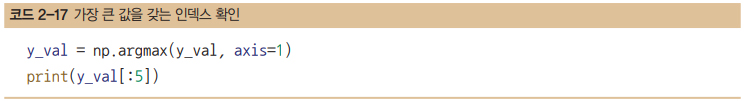 코드 2-17 가장 큰 값을 갖는 인덱스 확인
y_val = np.argmax(y_val, axis=1)
print(y_val[:5])